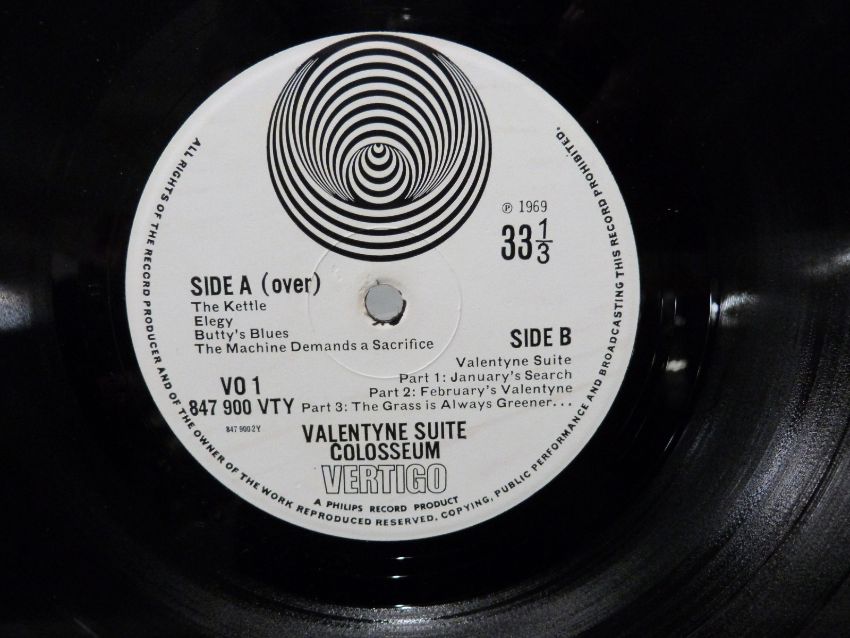 ℗ 1969
33 1/3
SIDE A (over)
The Kettle
Elegy
Butty's Blues
The Machine Demands a Sacrifice
SIDE B
Valentyne Suite
Part 1: January's Search
Part 2: February's Valentyne
Part 3: The Grass is Always Greener...
VO 1
847 900 VTY
847 900 2Y
VALENTYNE SUITE
COLOSSEUM
VERTIGO
A PHILIPS RECORD PRODUCT
ALL RIGHTS OF THE RECORD PRODUCER AND OF THE OWNER OF THE WORK REPRODUCED RESERVED. COPYING, PUBLIC PERFORMANCE AND BROADCASTING THIS RECORD PROHIBITED.